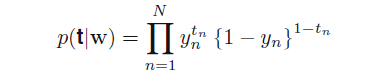 p(t|w) = ∏_{n=1}^{N} y_n^{t_n} {1 − y_n}^{1−t_n}